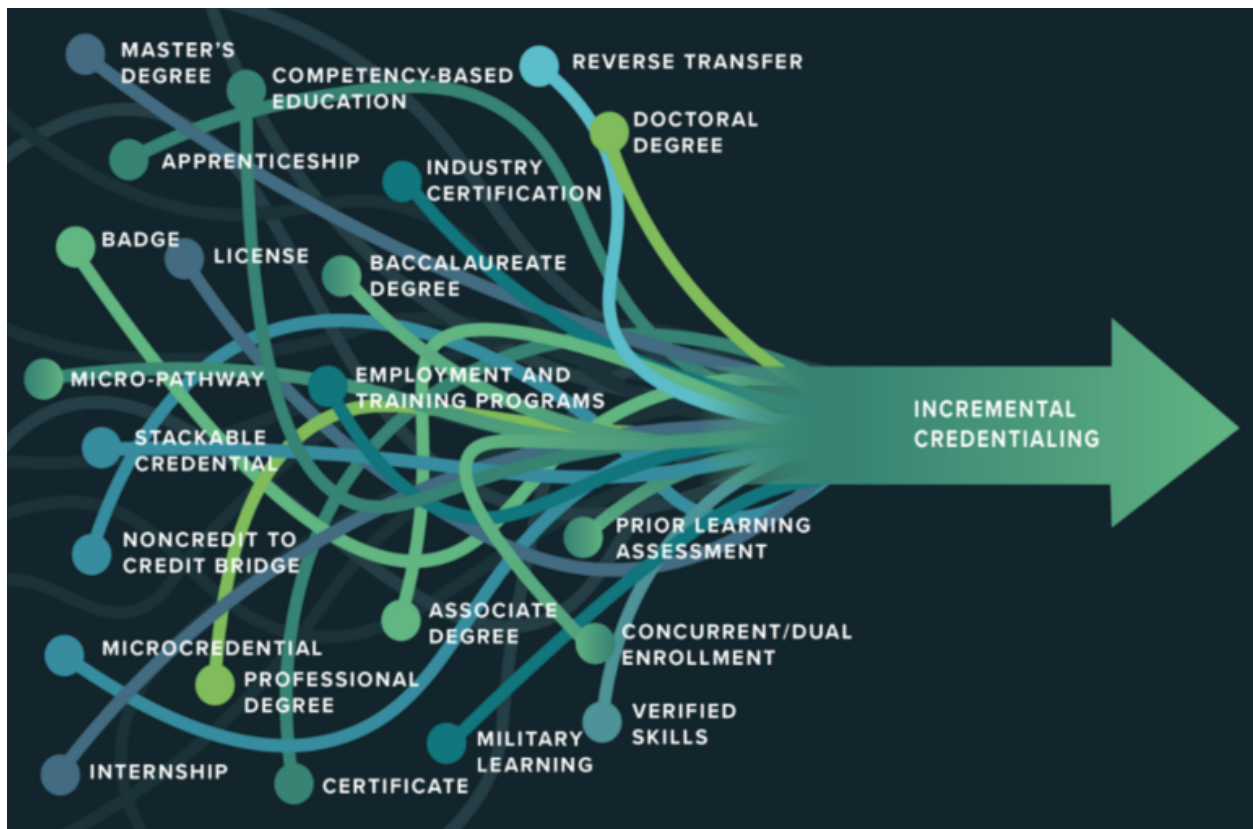 MASTER'S
DEGREE
COMPETENCY-BASED
EDUCATION
REVERSE TRANSFER
DOCTORAL
DEGREE
APPRENTICESHIP
INDUSTRY
CERTIFICATION
BADGE
LICENSE
BACCALAUREATE
DEGREE
MICRO-PATHWAY
EMPLOYMENT AND
TRAINING PROGRAMS
INCREMENTAL
CREDENTIALING
STACKABLE
CREDENTIAL
NONCREDIT TO
CREDIT BRIDGE
PRIOR LEARNING
ASSESSMENT
ASSOCIATE
DEGREE
CONCURRENT/DUAL
ENROLLMENT
MICROCREDENTIAL
PROFESSIONAL
DEGREE
VERIFIED
SKILLS
MILITARY
LEARNING
INTERNSHIP
CERTIFICATE